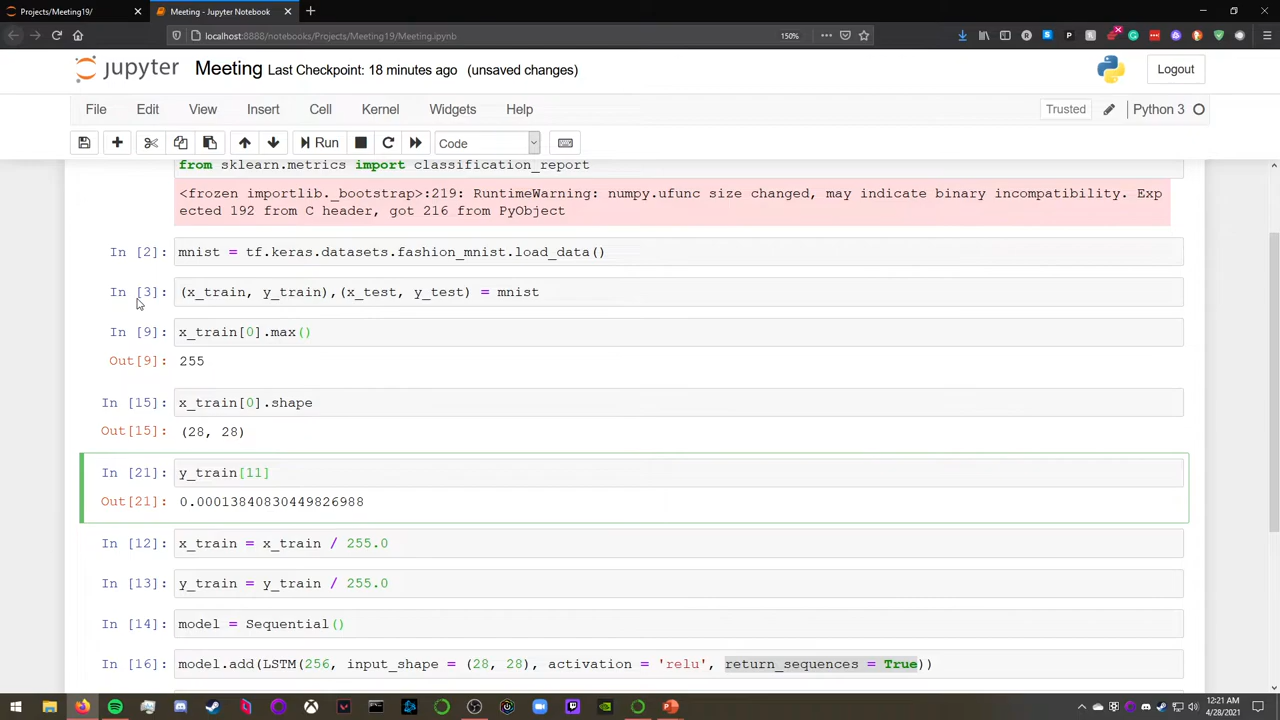 Projects/Meeting19/
Meeting - Jupyter Notebook
localhost:8888/notebooks/Projects/Meeting19/Meeting.ipynb
150%
jupyter Meeting Last Checkpoint: 18 minutes ago (unsaved changes)
Logout
File Edit View Insert Cell Kernel Widgets Help
Trusted
Python 3
Run
Code
from sklearn.metrics import classification_report
<frozen importlib._bootstrap>:219: RuntimeWarning: numpy.ufunc size changed, may indicate binary incompatibility. Exp
ected 192 from C header, got 216 from PyObject
In [2]: mnist = tf.keras.datasets.fashion_mnist.load_data()
In [3]: (x_train, y_train),(x_test, y_test) = mnist
In [9]: x_train[0].max()
Out[9]: 255
In [15]: x_train[0].shape
Out[15]: (28, 28)
In [21]: y_train[11]
Out[21]: 0.00013840830449826988
In [12]: x_train = x_train / 255.0
In [13]: y_train = y_train / 255.0
In [14]: model = Sequential()
In [16]: model.add(LSTM(256, input_shape = (28, 28), activation = 'relu', return_sequences = True))
12:21 AM
4/28/2021